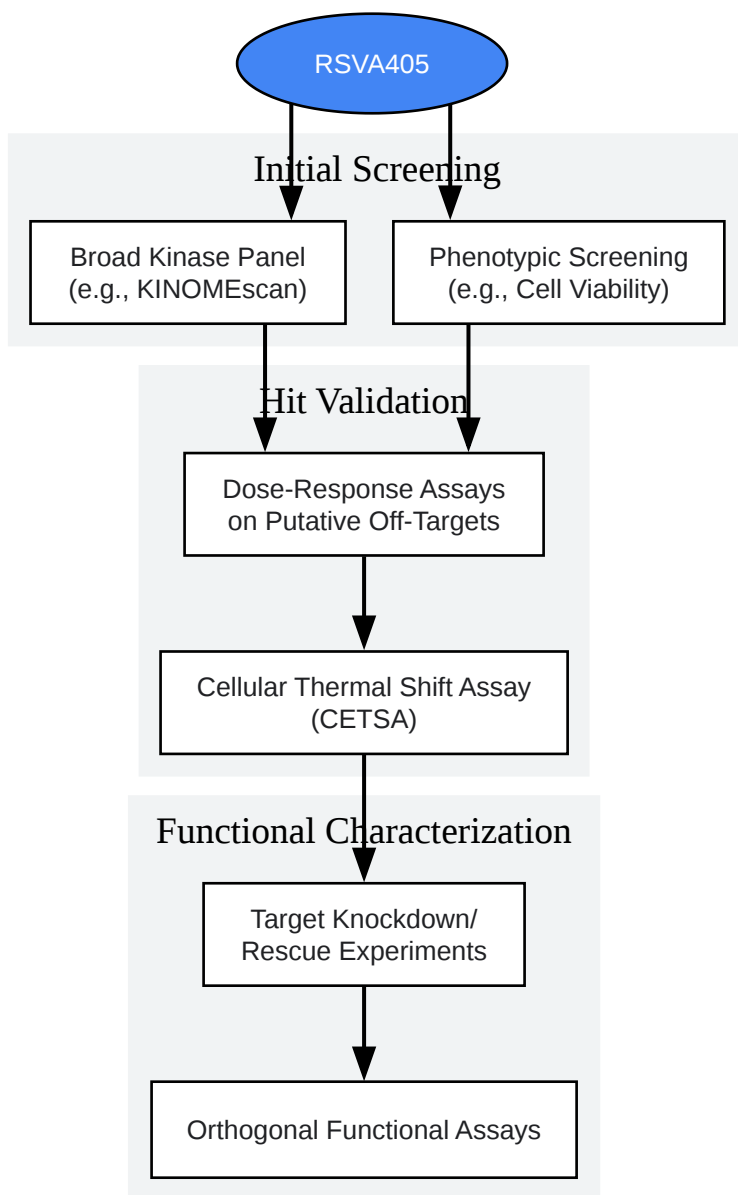 RSVA405
Initial Screening
Broad Kinase Panel
(e.g., KINOMEscan)
Phenotypic Screening
(e.g., Cell Viability)
Hit Validation
Dose-Response Assays
on Putative Off-Targets
Cellular Thermal Shift Assay
(CETSA)
Functional Characterization
Target Knockdown/
Rescue Experiments
Orthogonal Functional Assays